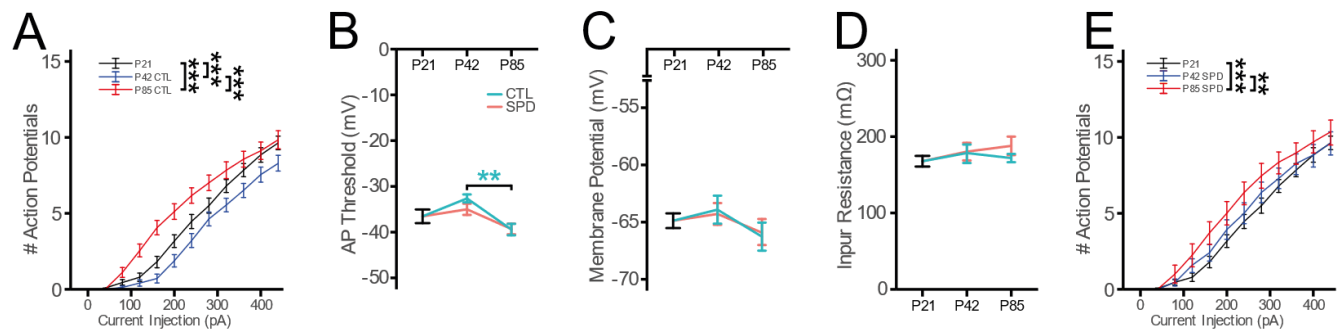 A
# Action Potentials
15
10
5
0
P21
P42 CTL
P85 CTL
***
***
***
0 100 200 300 400
Current Injection (pA)
B
AP Threshold (mV)
0
-10
-20
-30
-40
-50
P21 P42 P85
CTL
SPD
**
C
Membrane Potential (mV)
P21 P42 P85
-55
-60
-65
-70
D
Inpur Resistance (mΩ)
300
200
100
0
P21 P42 P85
E
# Action Potentials
15
10
5
0
P21
P42 SPD
P85 SPD
***
**
0 100 200 300 400
Current Injection (pA)